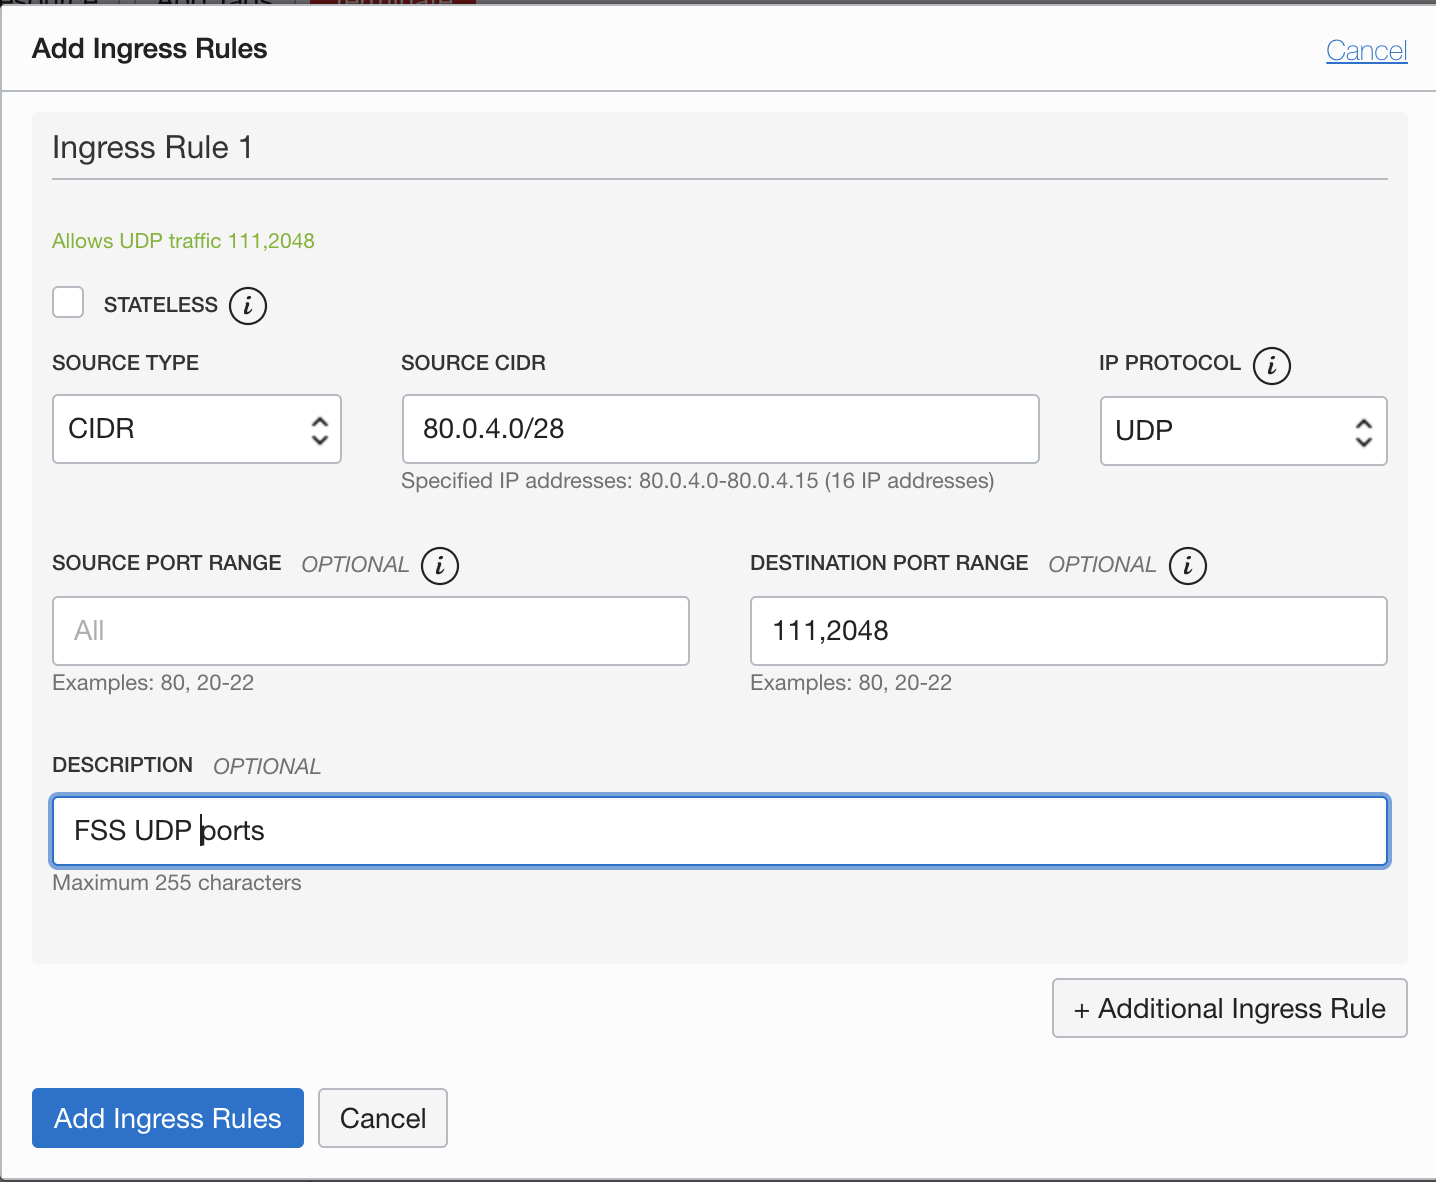 Add Tags
Terminate
Add Ingress Rules
Cancel
Ingress Rule 1
Allows UDP traffic 111,2048
STATELESS i
SOURCE TYPE SOURCE CIDR IP PROTOCOL i
CIDR 80.0.4.0/28 UDP
Specified IP addresses: 80.0.4.0-80.0.4.15 (16 IP addresses)
SOURCE PORT RANGE OPTIONAL i DESTINATION PORT RANGE OPTIONAL i
All 111,2048
Examples: 80, 20-22 Examples: 80, 20-22
DESCRIPTION OPTIONAL
FSS UDP ports
Maximum 255 characters
+ Additional Ingress Rule
Add Ingress Rules Cancel